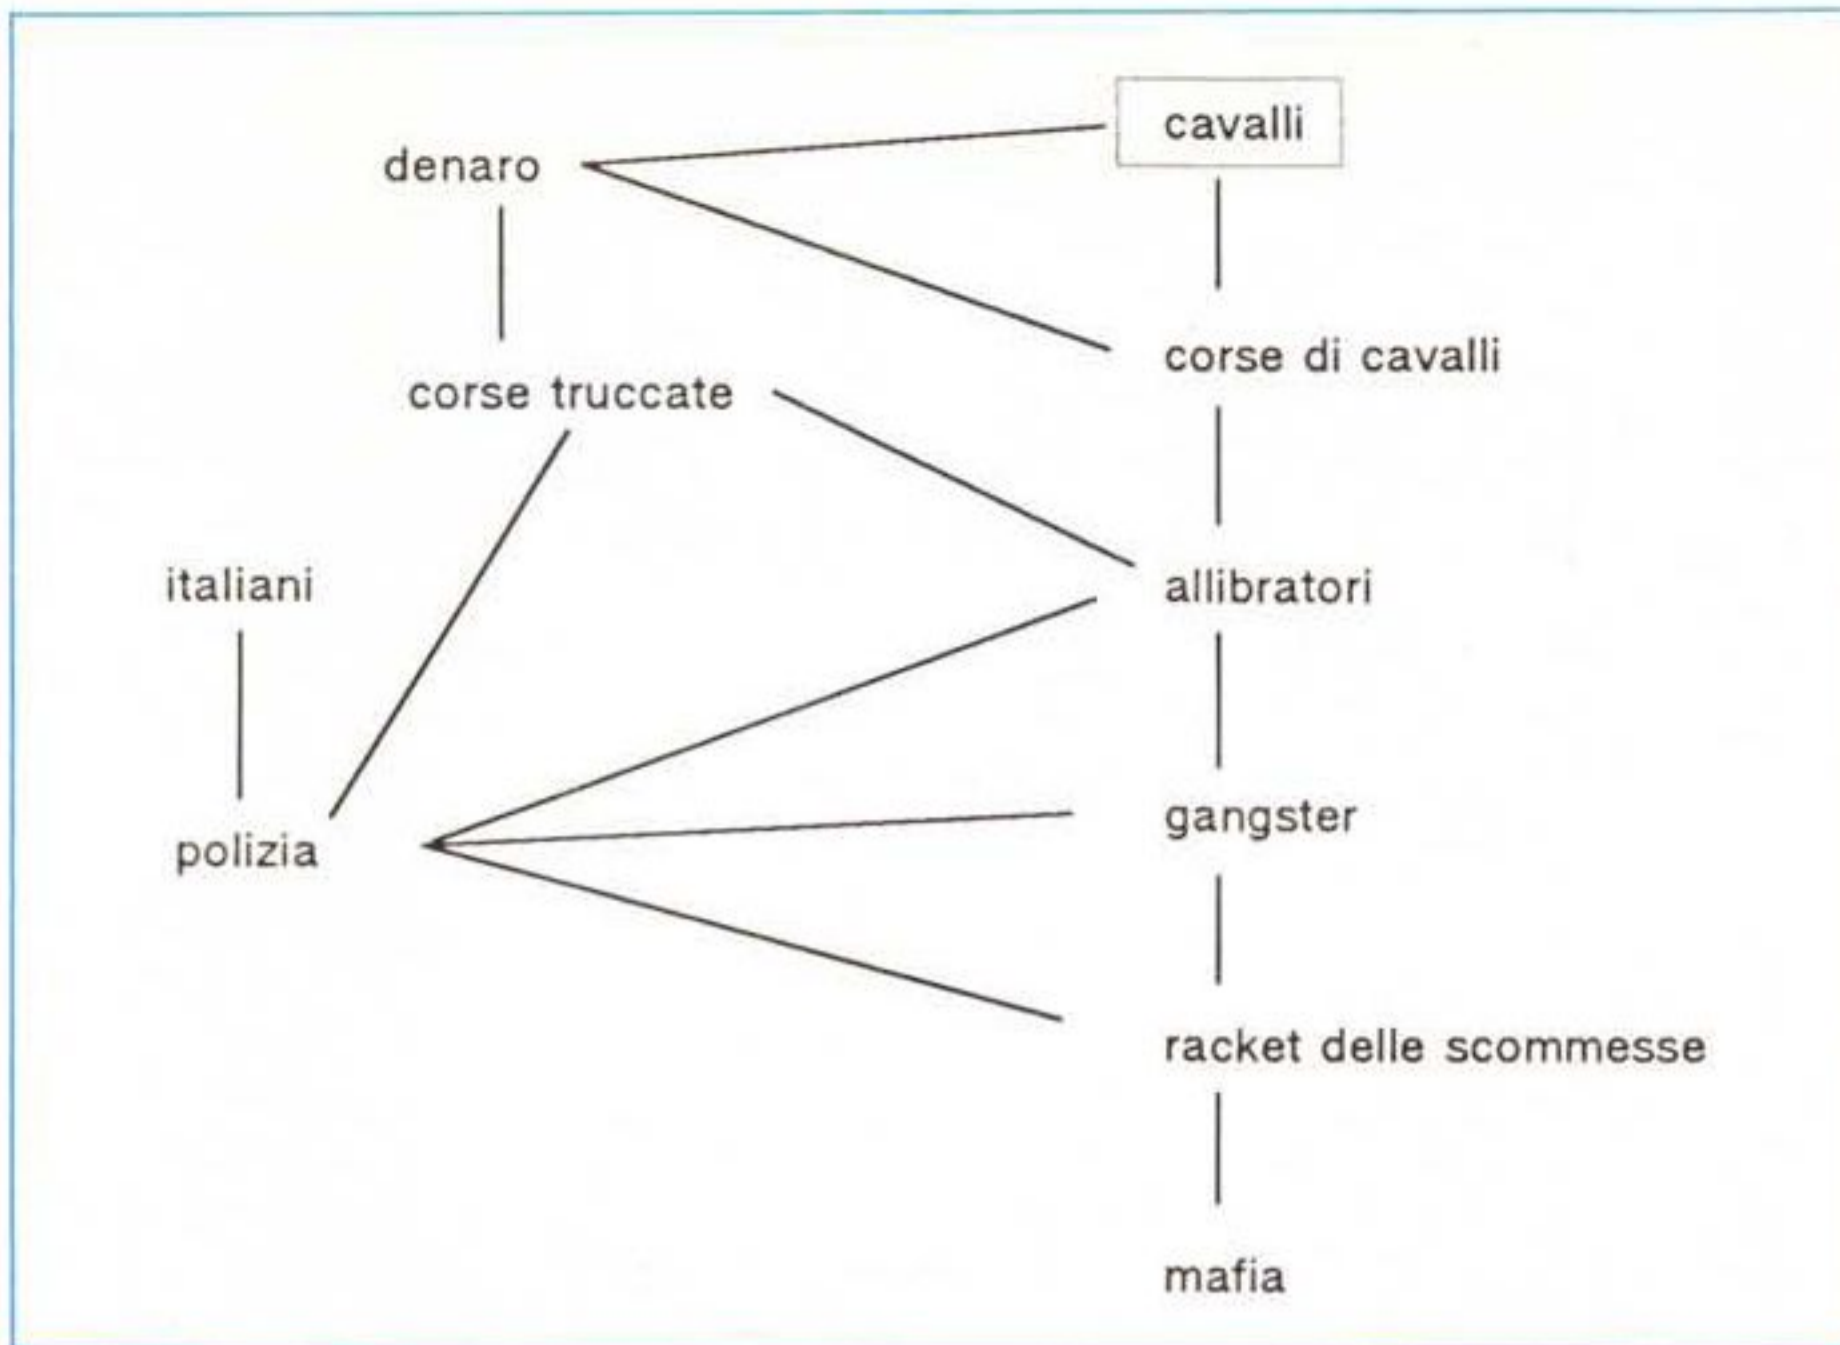 cavalli
denaro
corse di cavalli
corse truccate
italiani
allibratori
gangster
polizia
racket delle scommesse
mafia